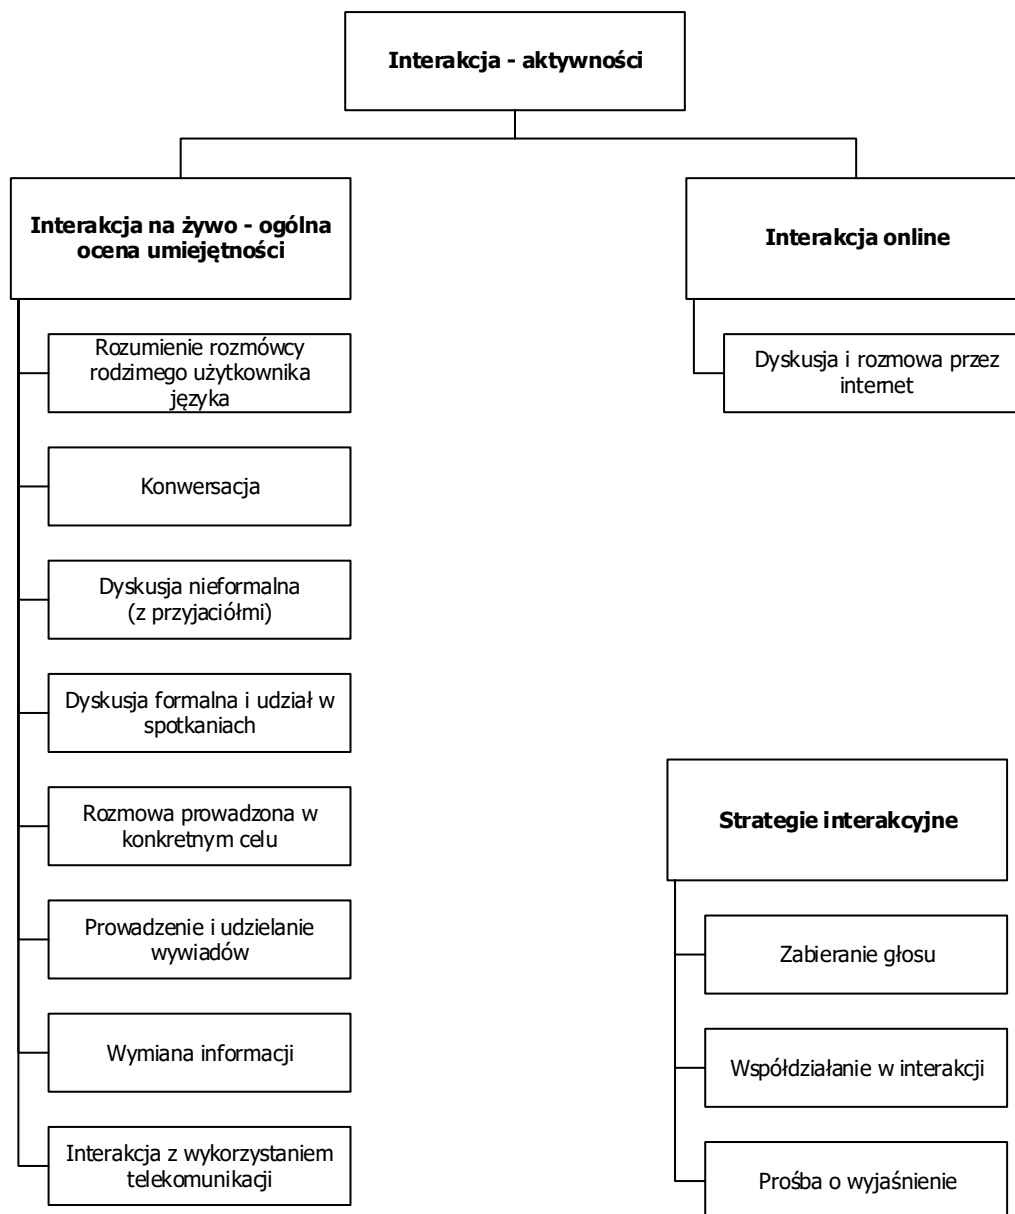 Interakcja - aktywności
Interakcja na żywo - ogólna
ocena umiejętności
Rozumienie rozmówcy
rodzimego użytkownika
języka
Konwersacja
Dyskusja nieformalna
(z przyjaciółmi)
Dyskusja formalna i udział w
spotkaniach
Rozmowa prowadzona w
konkretnym celu
Prowadzenie i udzielanie
wywiadów
Wymiana informacji
Interakcja z wykorzystaniem
telekomunikacji
Interakcja online
Dyskusja i rozmowa przez
internet
Strategie interakcyjne
Zabieranie głosu
Współdziałanie w interakcji
Prośba o wyjaśnienie